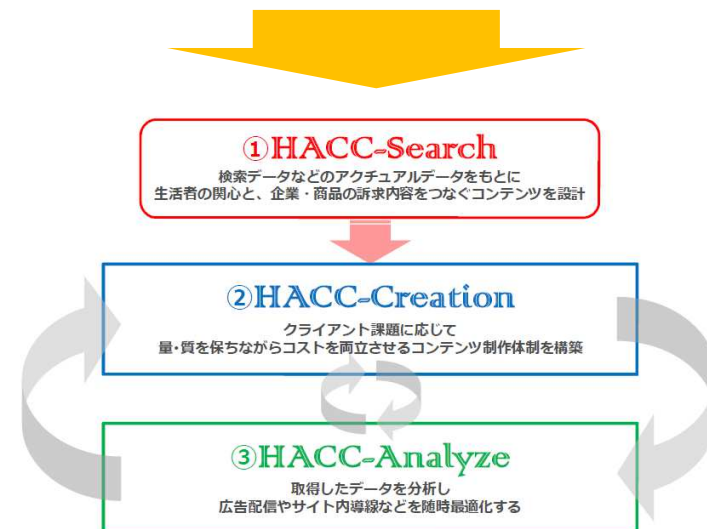 ①HACC-Search
検索データなどのアクチュアルデータをもとに
生活者の関心と、企業・商品の訴求内容をつなぐコンテンツを設計
②HACC-Creation
クライアント課題に応じて
量・質を保ちながらコストを両立させるコンテンツ制作体制を構築
③HACC-Analyze
取得したデータを分析し
広告配信やサイト内導線などを随時最適化する